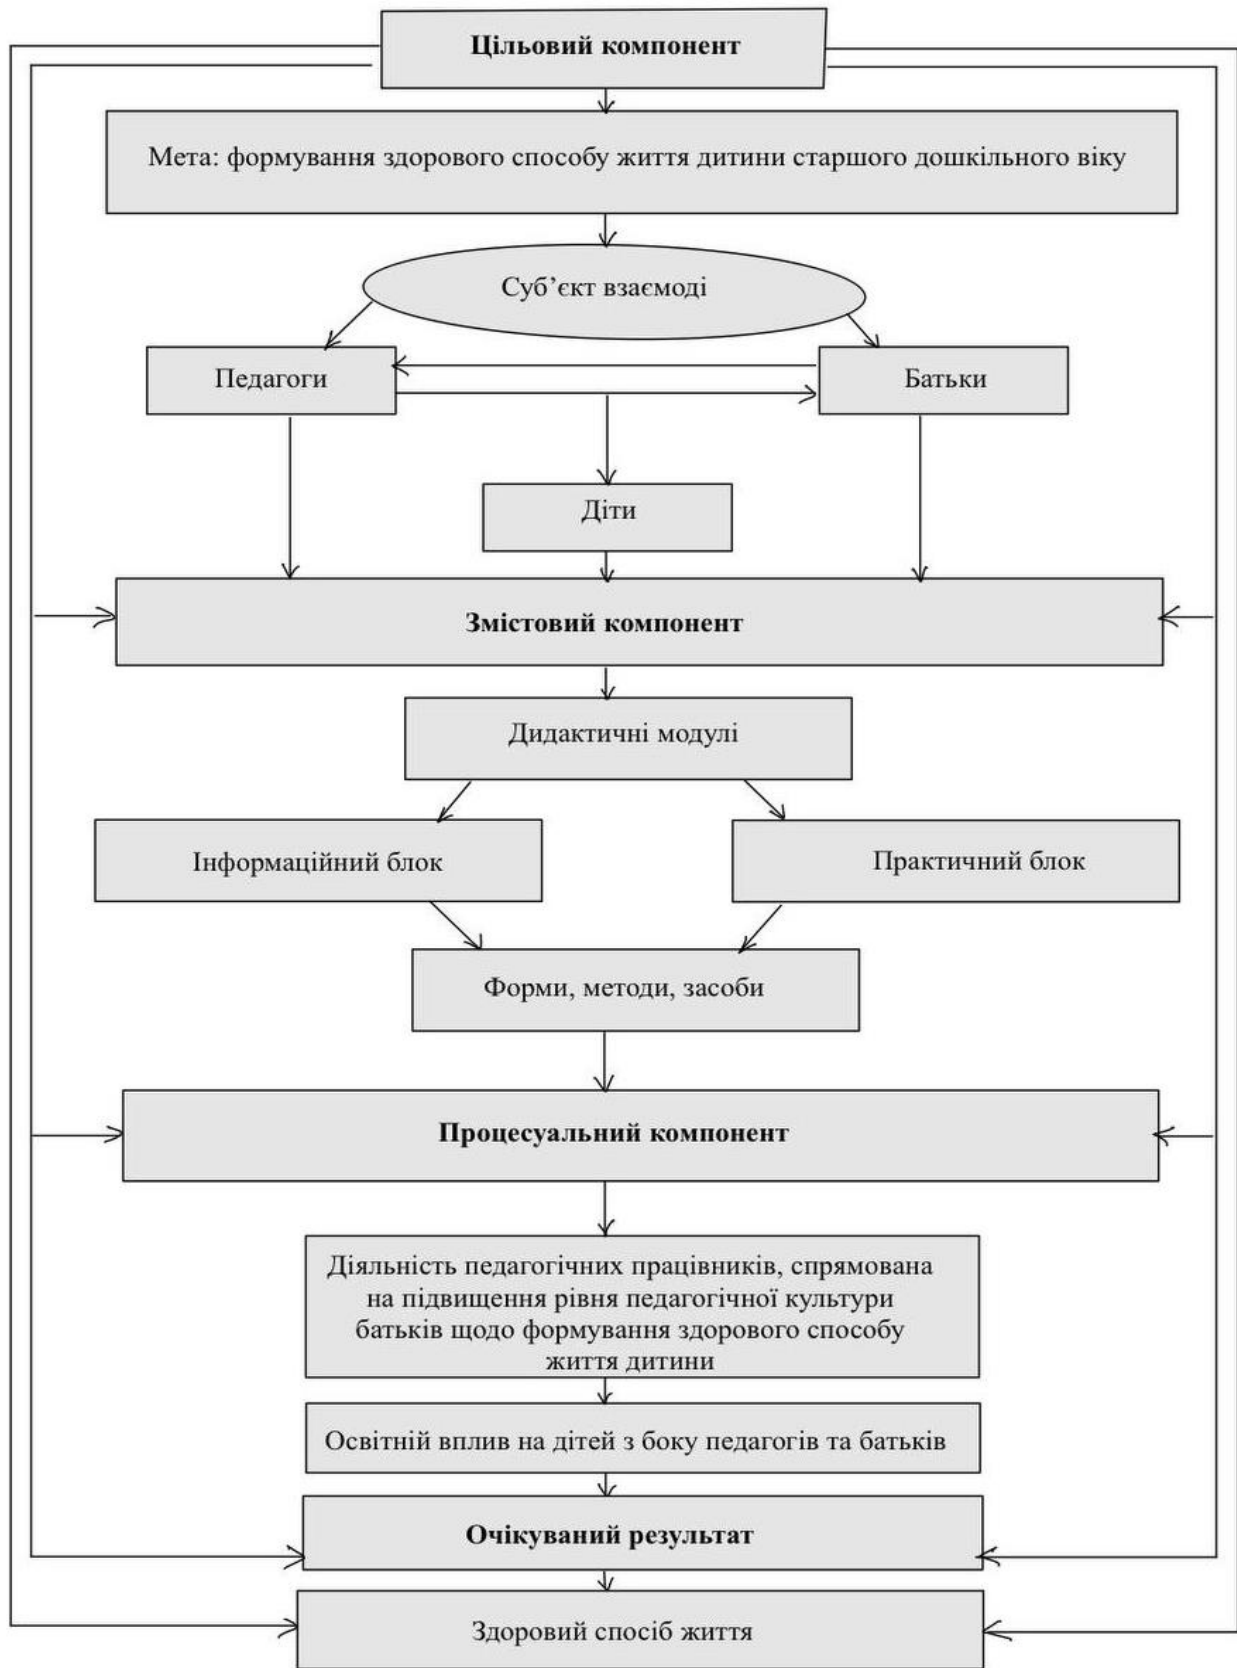 Цільовий компонент
Мета: формування здорового способу життя дитини старшого дошкільного віку
Суб’єкт взаємоді
Педагоги
Батьки
Діти
Змістовий компонент
Дидактичні модулі
Інформаційний блок
Практичний блок
Форми, методи, засоби
Процесуальний компонент
Діяльність педагогічних працівників, спрямована
на підвищення рівня педагогічної культури
батьків щодо формування здорового способу
життя дитини
Освітній вплив на дітей з боку педагогів та батьків
Очікуваний результат
Здоровий спосіб життя